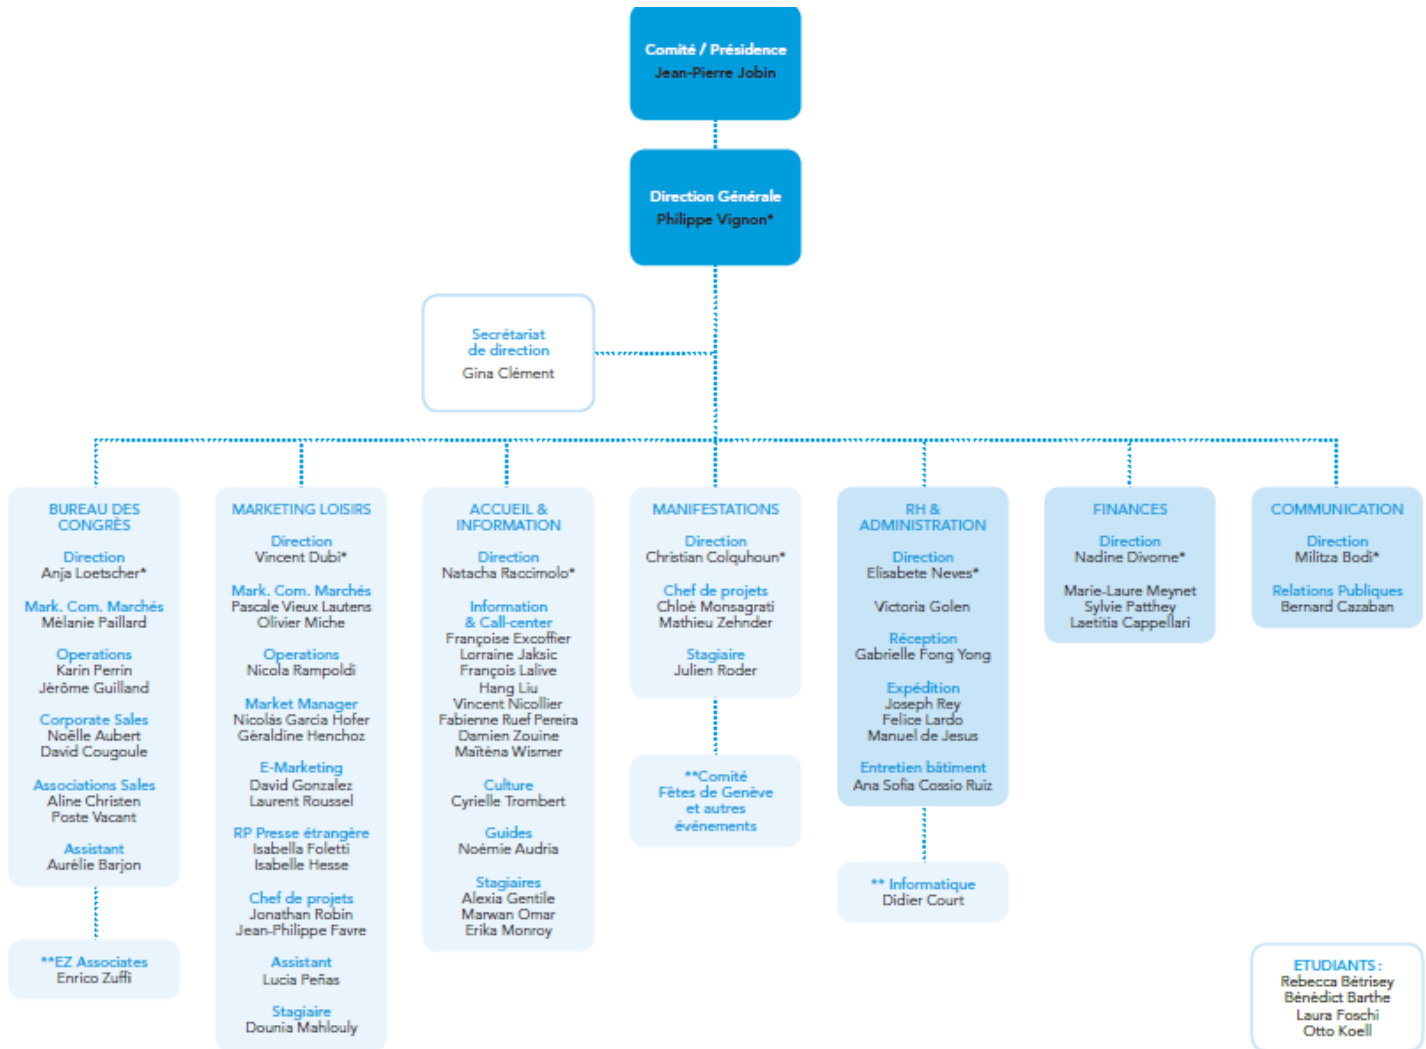 Comité / Présidence
Jean-Pierre Jobin
Direction Générale
Philippe Vignon*
Secrétariat
de direction
Gina Clément
BUREAU DES
CONGRÈS
Direction
Anja Loetscher*
Mark. Com. Marchés
Mélanie Paillard
Operations
Karin Perrin
Jérôme Guilland
Corporate Sales
Noëlle Aubert
David Cougoule
Associations Sales
Aline Christen
Poste Vacant
Assistant
Aurélie Barjon
**EZ Associates
Enrico Zuffi
MARKETING LOISIRS
Direction
Vincent Dubi*
Mark. Com. Marchés
Pascale Vieux Lautens
Olivier Miche
Operations
Nicola Rampoldi
Market Manager
Nicolás Garcia Hofer
Géraldine Henchoz
E-Marketing
David Gonzalez
Laurent Roussel
RP Presse étrangère
Isabella Foletti
Isabelle Hesse
Chef de projets
Jonathan Robin
Jean-Philippe Favre
Assistant
Lucia Peñas
Stagiaire
Dounia Mahlouly
ACCUEIL &
INFORMATION
Direction
Natacha Raccimolo*
Information
& Call-center
Françoise Excoffier
Lorraine Jaksic
François Lalive
Hang Liu
Vincent Nicollier
Fabienne Ruef Pereira
Damien Zouine
Maïténa Wismer
Culture
Cyrielle Trombert
Guides
Noémie Audria
Stagiaires
Alexia Gentile
Marwan Omar
Erika Monroy
MANIFESTATIONS
Direction
Christian Colquhoun*
Chef de projets
Chloé Monsagrati
Mathieu Zehnder
Stagiaire
Julien Roder
**Comité
Fêtes de Genève
et autres
événements
RH &
ADMINISTRATION
Direction
Elisabete Neves*
Victoria Golen
Réception
Gabrielle Fong Yong
Expédition
Joseph Rey
Felice Lardo
Manuel de Jesus
Entretien bâtiment
Ana Sofia Cossio Ruiz
** Informatique
Didier Court
FINANCES
Direction
Nadine Divorne*
Marie-Laure Meynet
Sylvie Patthey
Laetitia Cappellari
COMMUNICATION
Direction
Militza Bodi*
Relations Publiques
Bernard Cazaban
ETUDIANTS :
Rebecca Bétrisey
Bénédict Barthe
Laura Foschi
Otto Koell